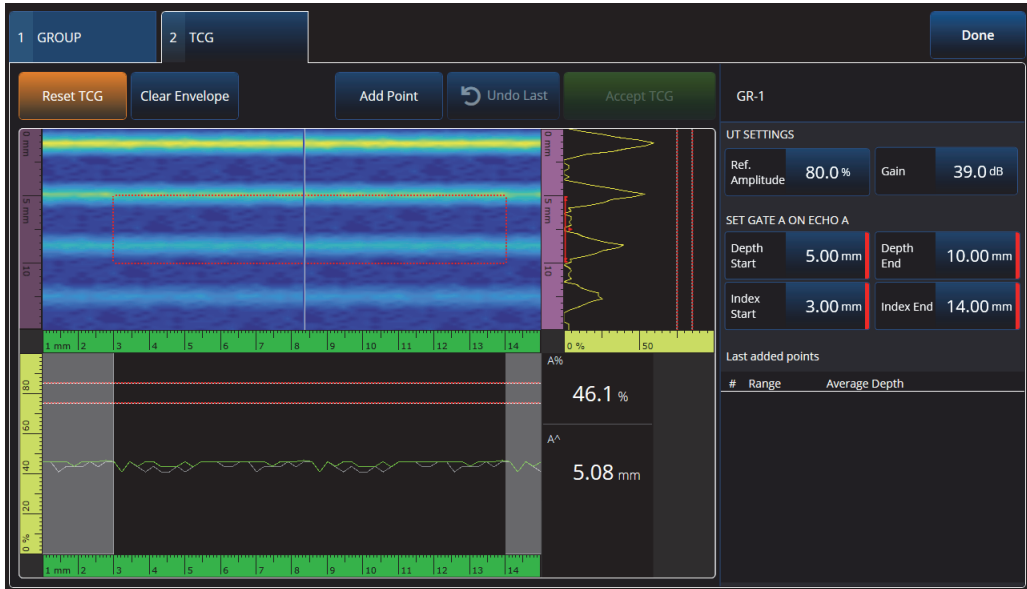 1 GROUP
2 TCG
Done
Reset TCG
Clear Envelope
Add Point
Undo Last
Accept TCG
GR-1
UT SETTINGS
Ref. Amplitude 80.0 %
Gain 39.0 dB
SET GATE A ON ECHO A
Depth Start 5.00 mm
Depth End 10.00 mm
Index Start 3.00 mm
Index End 14.00 mm
Last added points
# Range Average Depth
0 mm
5 mm
10
0 mm
5 mm
10
1 mm 2 3 4 5 6 7 8 9 10 11 12 13 14
0 % 50
80
60
40
20
0 %
1 mm 2 3 4 5 6 7 8 9 10 11 12 13 14
A%
46.1 %
A^
5.08 mm